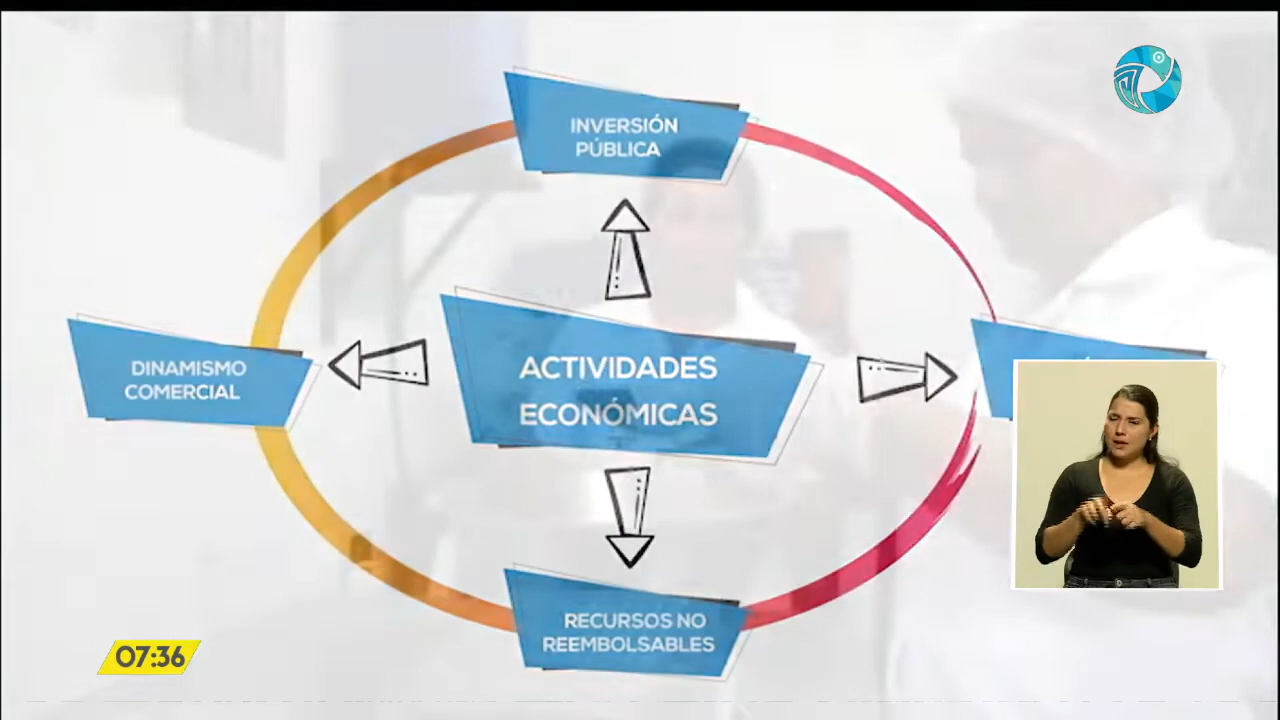 INVERSIÓN
PÚBLICA
DINAMISMO
COMERCIAL
ACTIVIDADES
ECONÓMICAS
RECURSOS NO
REEMBOLSABLES
07:36